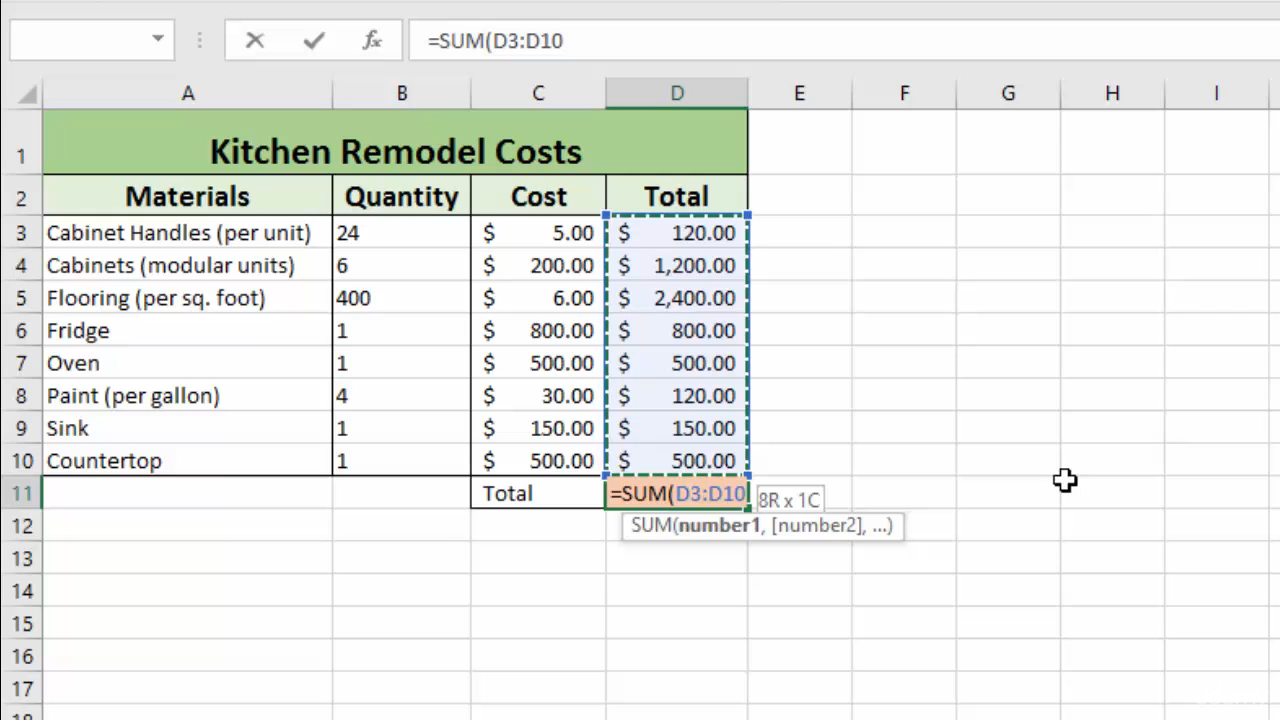 =SUM(D3:D10
A B C D E F G H I
1 Kitchen Remodel Costs
2 Materials Quantity Cost Total
3 Cabinet Handles (per unit) 24 $ 5.00 $ 120.00
4 Cabinets (modular units) 6 $ 200.00 $ 1,200.00
5 Flooring (per sq. foot) 400 $ 6.00 $ 2,400.00
6 Fridge 1 $ 800.00 $ 800.00
7 Oven 1 $ 500.00 $ 500.00
8 Paint (per gallon) 4 $ 30.00 $ 120.00
9 Sink 1 $ 150.00 $ 150.00
10 Countertop 1 $ 500.00 $ 500.00
11 Total =SUM(D3:D10 8R x 1C
12 SUM(number1, [number2], ...)
13
14
15
16
17